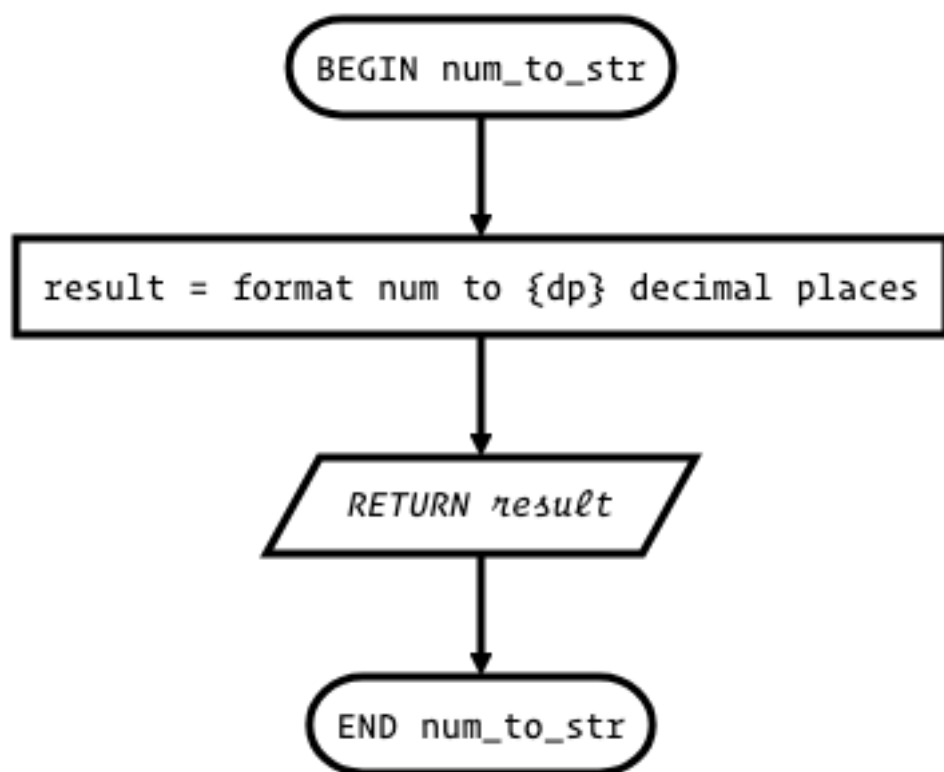 BEGIN num_to_str
result = format num to {dp} decimal places
RETURN result
END num_to_str